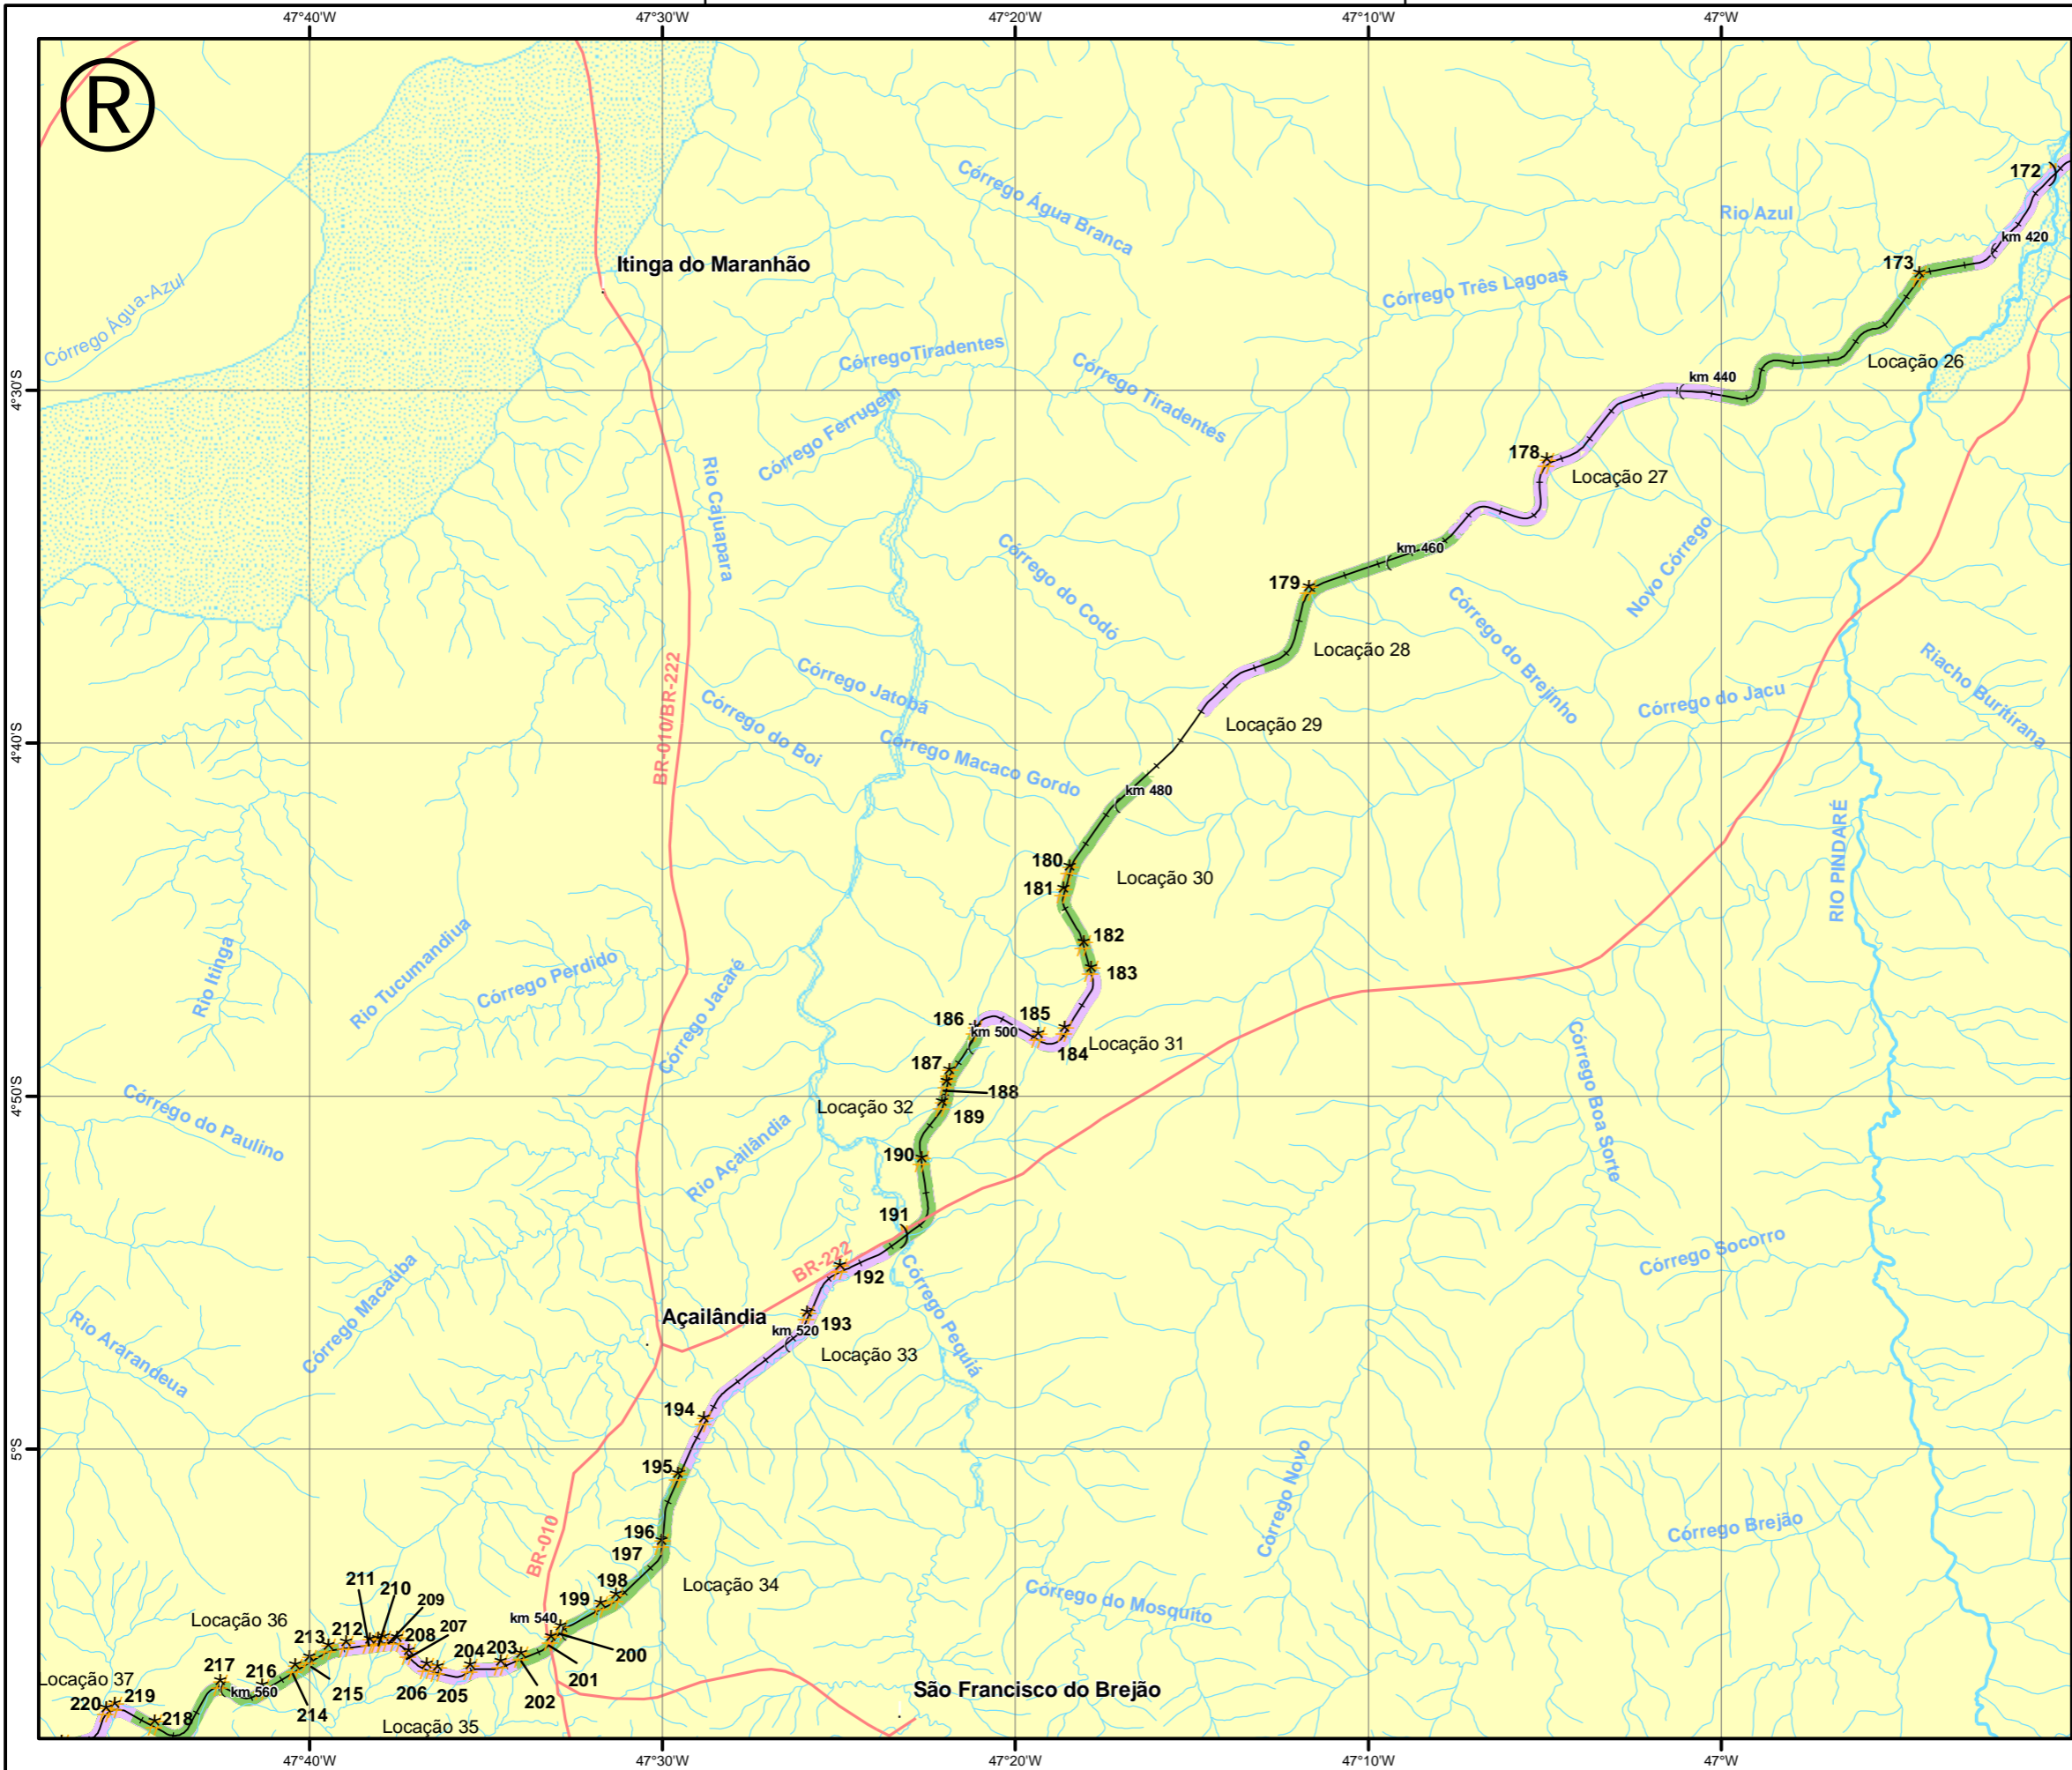 47°40'W
47°30'W
47°20'W
47°10'W
47°W
R
172
Córrego Água Branca
Rio Azul
km 420
Itinga do Maranhão
173
Córrego Três Lagoas
Córrego Água-Azul
CórregoTiradentes
Córrego Tiradentes
Locação 26
km 440
4°30'S
Córrego Ferrugem
178
Locação 27
Rio Cajuapara
km 460
Córrego do Codó
Novo Córrego
179
Córrego do Brejinho
Locação 28
BR-010/BR-222
Córrego Jatobá
Córrego do Boi
Córrego do Jacu
Riacho Buritirana
Locação 29
4°40'S
Córrego Macaco Gordo
km 480
RIO PINDARÉ
180
Locação 30
181
182
183
Rio Itinga
Rio Tucumandiua
Córrego Perdido
Córrego Jacaré
186
km 500
185
184
Locação 31
187
188
Córrego Boa Sorte
4°50'S
Locação 32
189
Córrego do Paulino
Rio Açailândia
190
191
BR-222
192
Córrego Socorro
Córrego Macaúba
Córrego Pequiá
Açailândia
193
km 520
Locação 33
Rio Ararandeua
194
5°S
195
Córrego Novo
Córrego Brejão
BR-010
196
197
211
210
209
198
199
Locação 34
Córrego do Mosquito
Locação 36
km 540
213
212
208
207
204
203
200
201
Locação 37
217
216
km 560
215
214
206
205
202
São Francisco do Brejão
220
219
218
Locação 35
47°40'W
47°30'W
47°20'W
47°10'W
47°W